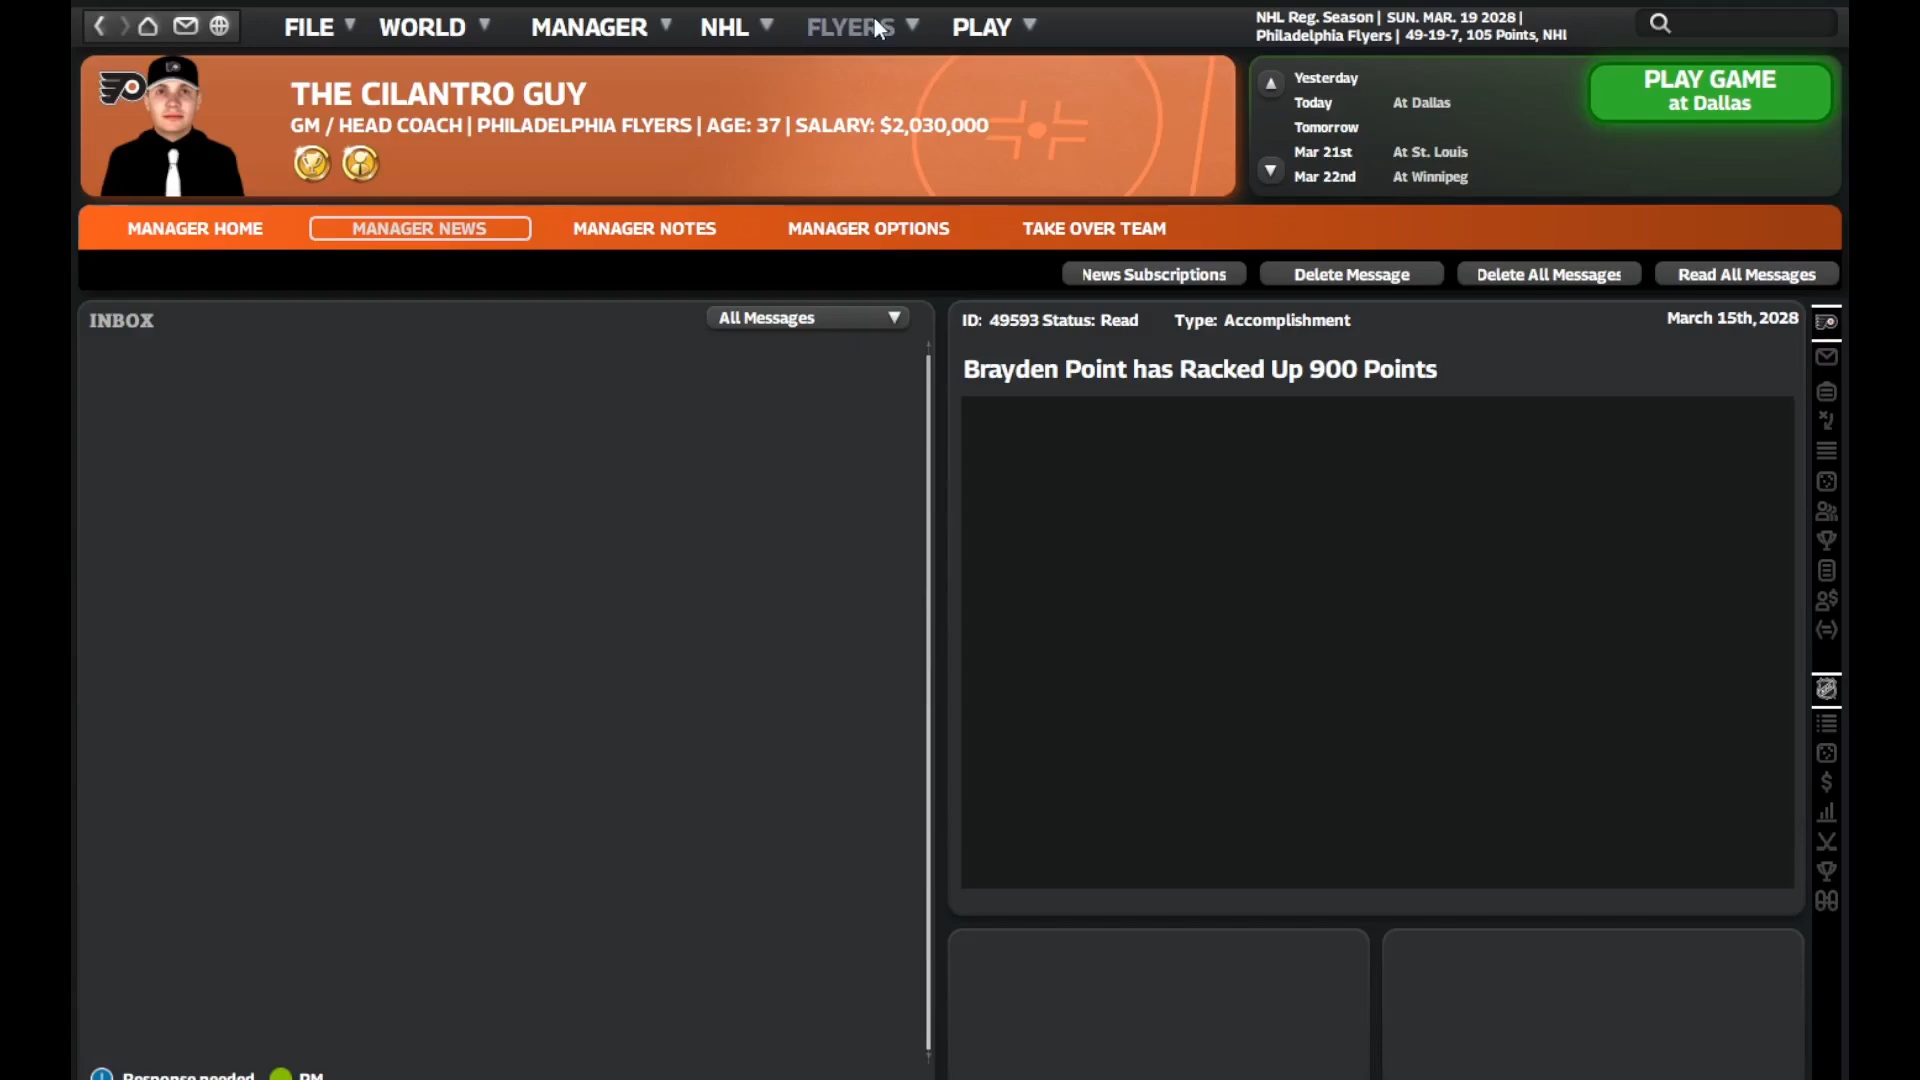 FILE WORLD MANAGER NHL FLYERS PLAY
NHL Reg. Season | SUN. MAR. 19 2028 |
Philadelphia Flyers | 49-19-7, 105 Points, NHL
THE CILANTRO GUY
GM / HEAD COACH | PHILADELPHIA FLYERS | AGE: 37 | SALARY: $2,030,000
Yesterday
Today At Dallas
Tomorrow
Mar 21st At St. Louis
Mar 22nd At Winnipeg
PLAY GAME
at Dallas
MANAGER HOME MANAGER NEWS MANAGER NOTES MANAGER OPTIONS TAKE OVER TEAM
News Subscriptions Delete Message Delete All Messages Read All Messages
INBOX
All Messages
ID: 49593 Status: Read Type: Accomplishment March 15th, 2028
Brayden Point has Racked Up 900 Points
Response needed PM